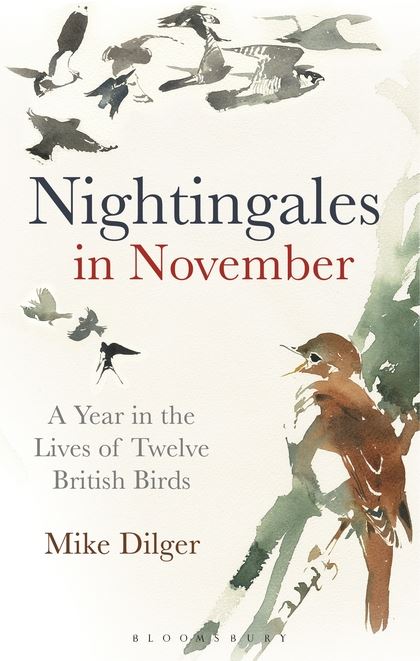 Nightingales
in November
A Year in the
Lives of Twelve
British Birds
Mike Dilger
BLOOMSBURY